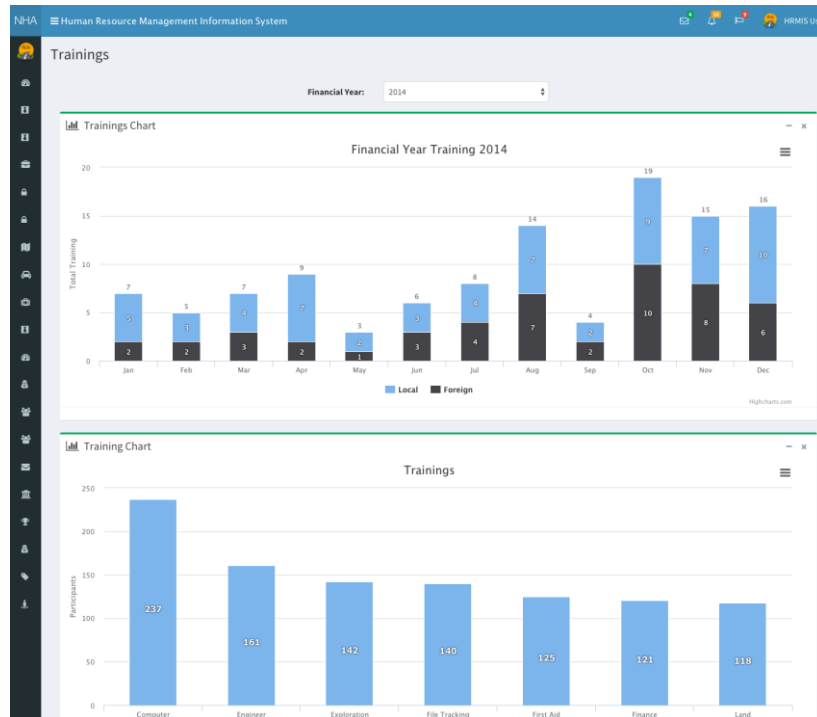 NHA Human Resource Management Information System HRMIS Us
Trainings
Financial Year: 2014
Trainings Chart
Financial Year Training 2014
20
15
10
5
0
Total Training
7 5 7 9 3 6 8 14 4 19 15 16
5 3 4 7 2 3 4 7 2 9 7 10
2 2 3 2 1 3 4 7 2 10 8 6
Jan Feb Mar Apr May Jun Jul Aug Sep Oct Nov Dec
Local Foreign
Highcharts.com
Training Chart
Trainings
250
200
150
100
50
0
Participants
237 161 142 140 125 121 118
Computer Engineer Exploration File Tracking First Aid Finance Land